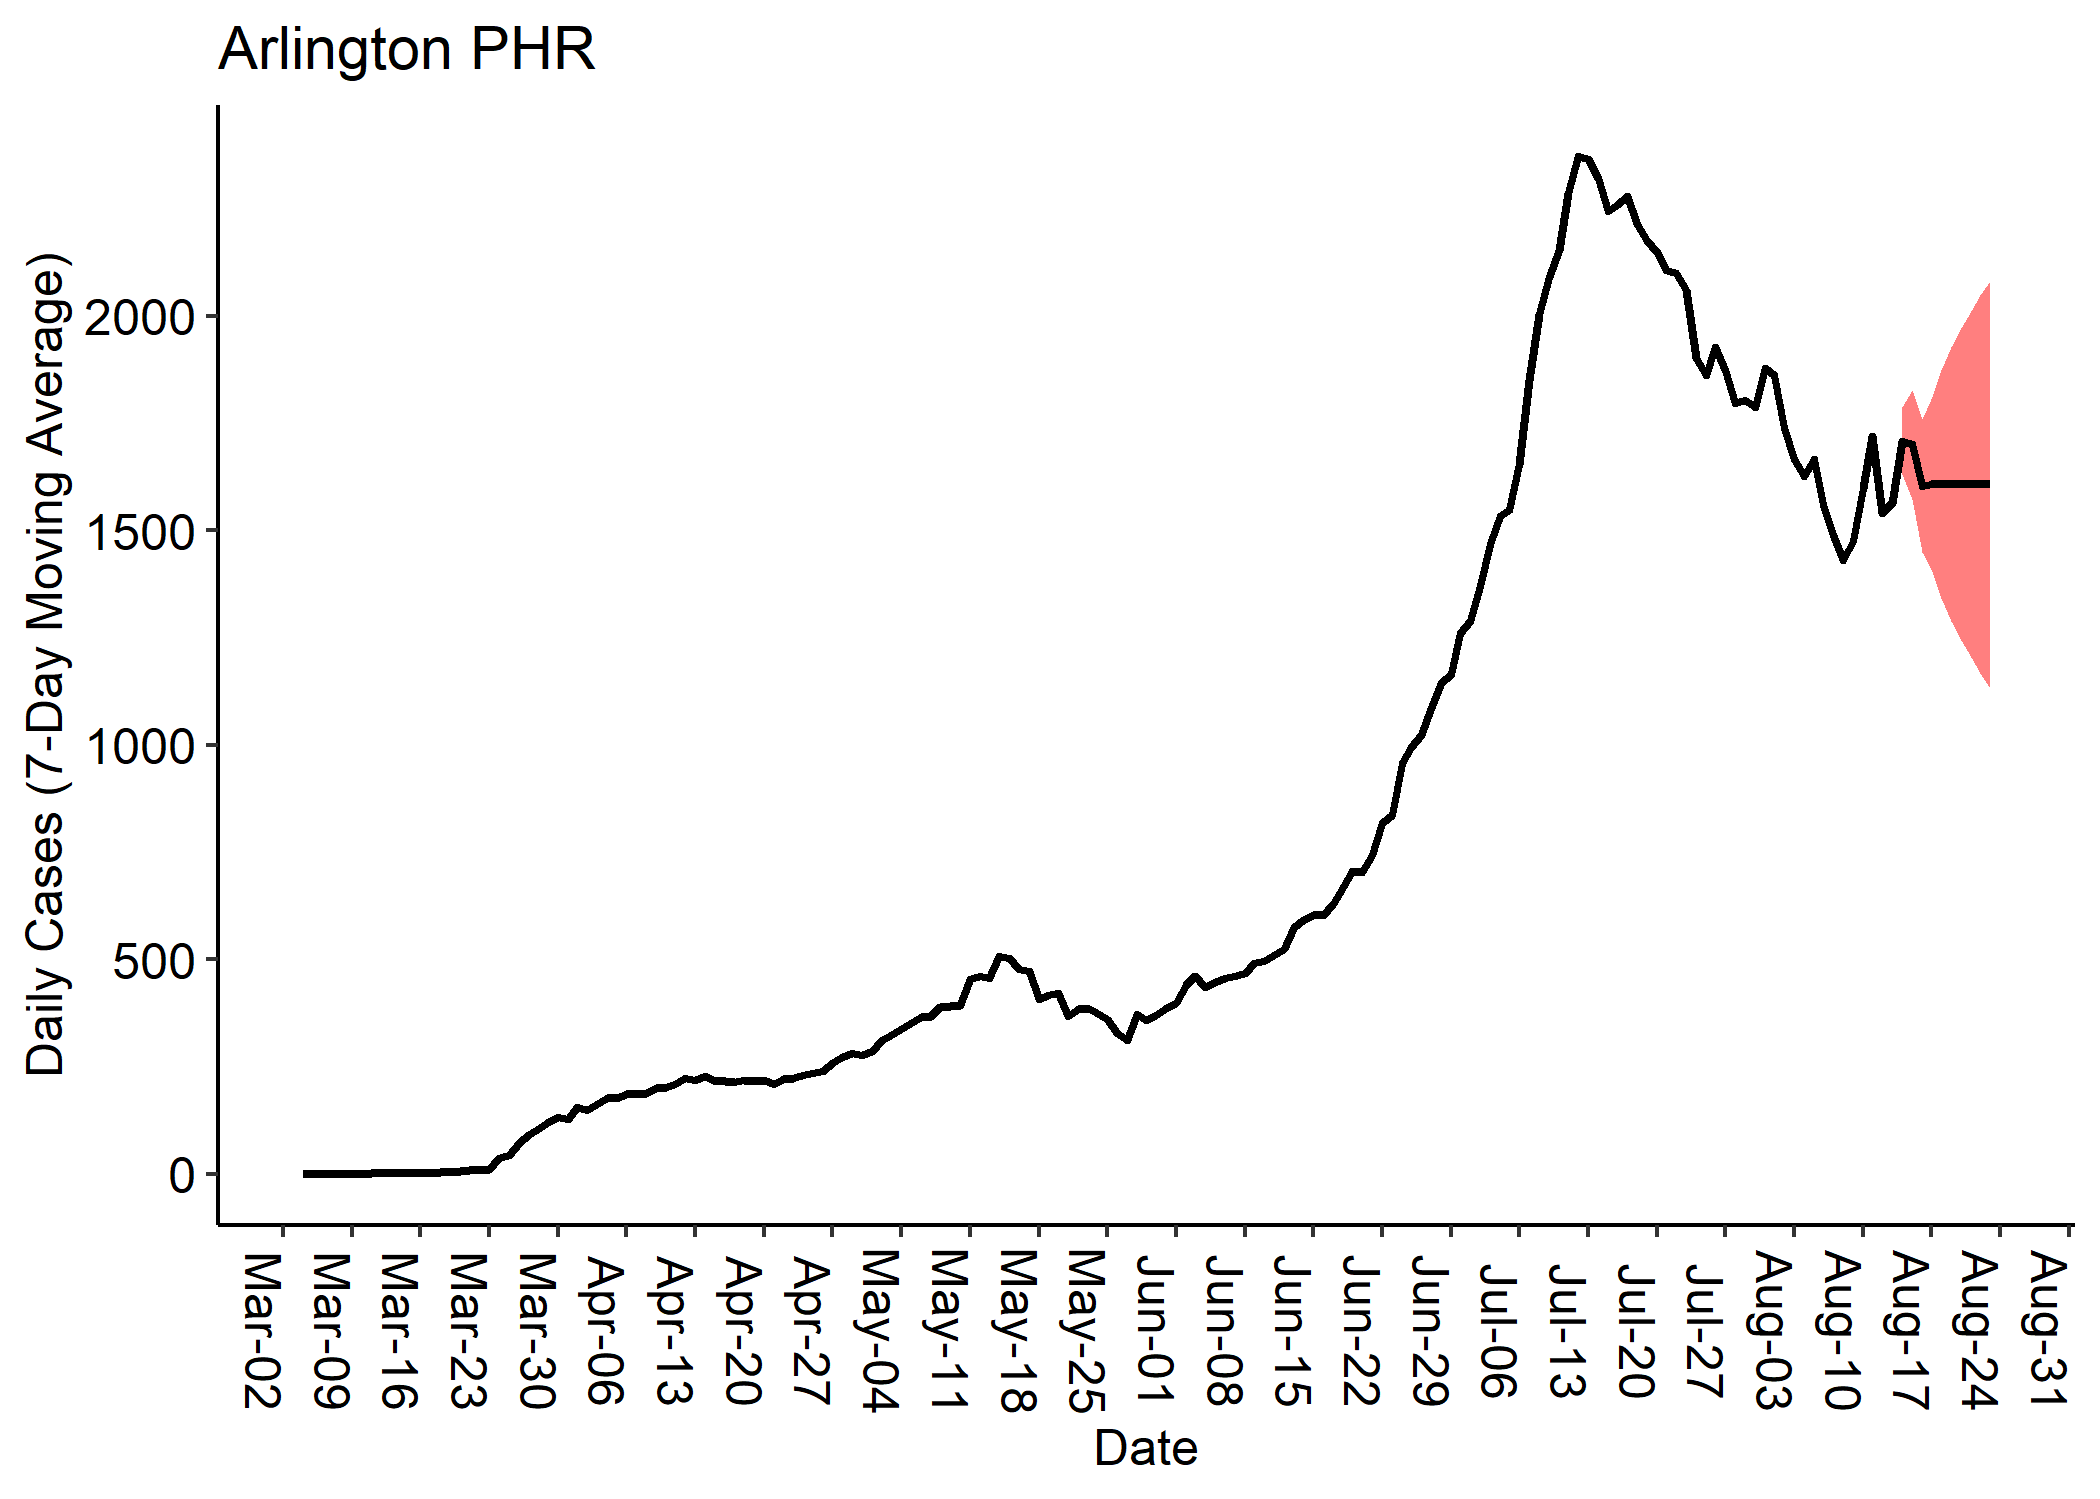 Arlington PHR
Daily Cases (7-Day Moving Average)
2000
1500
1000
500
0
Mar-02
Mar-09
Mar-16
Mar-23
Mar-30
Apr-06
Apr-13
Apr-20
Apr-27
May-04
May-11
May-18
May-25
Jun-01
Jun-08
Jun-15
Jun-22
Jun-29
Jul-06
Jul-13
Jul-20
Jul-27
Aug-03
Aug-10
Aug-17
Aug-24
Aug-31
Date